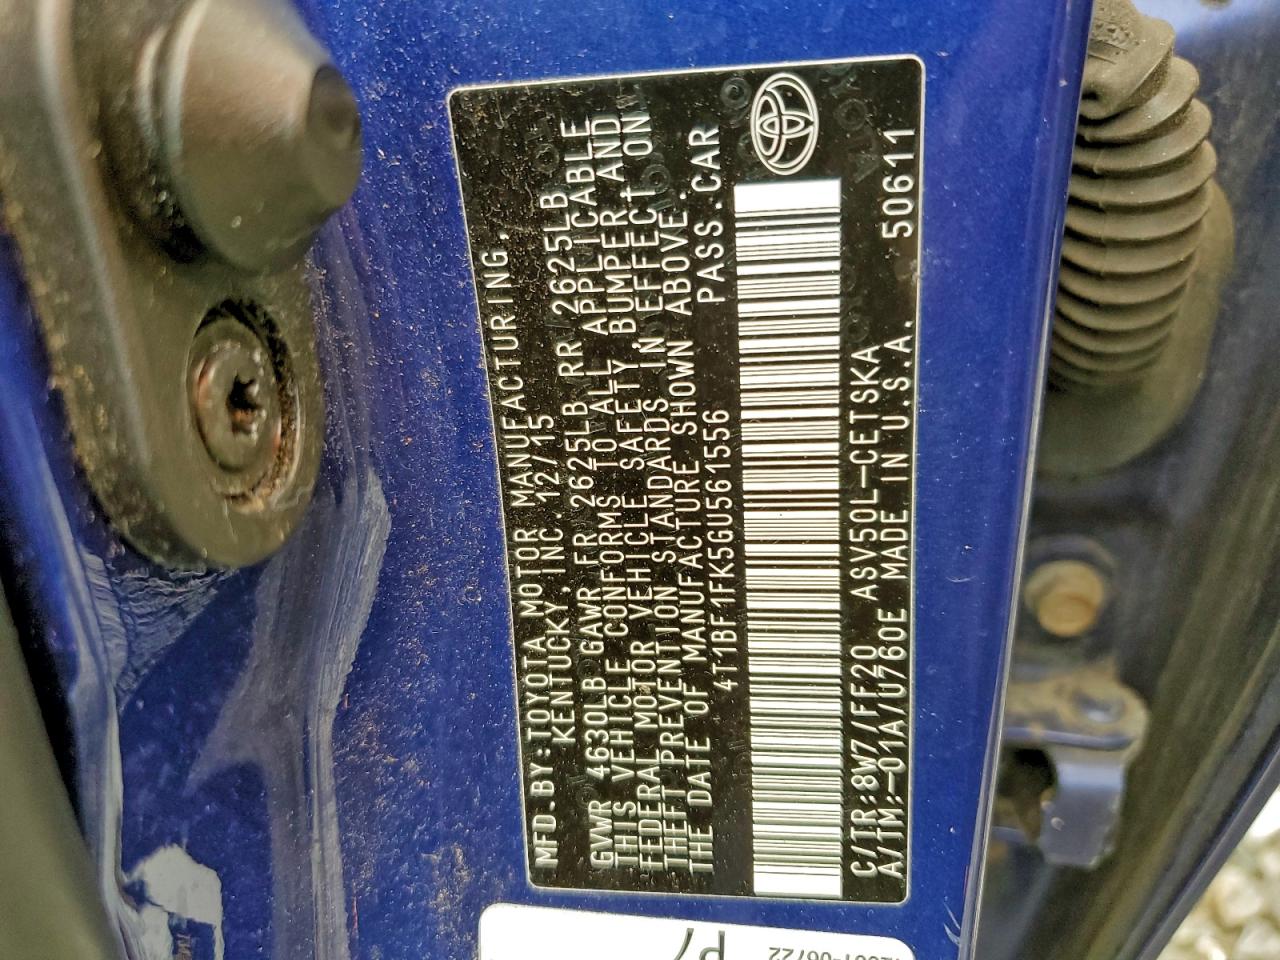 MFD.BY:TOYOTA MOTOR MANUFACTURING,
KENTUCKY,INC.12/15
GVWR 4630LB GAWR FR 2625LB RR 2625LB
THIS VEHICLE CONFORMS TO ALL APPLICABLE
FEDERAL MOTOR VEHICLE SAFETY BUMPER AND
THEFT PREVENTION STANDARDS IN EFFECT ON
THE DATE OF MANUFACTURE SHOWN ABOVE.
4T1BF1FK5GU561556 PASS.CAR
C/TR:8W7/FF20 ASV50L-CETSKA
A/TM:-01A/U760E MADE IN U.S.A. 50611
P7